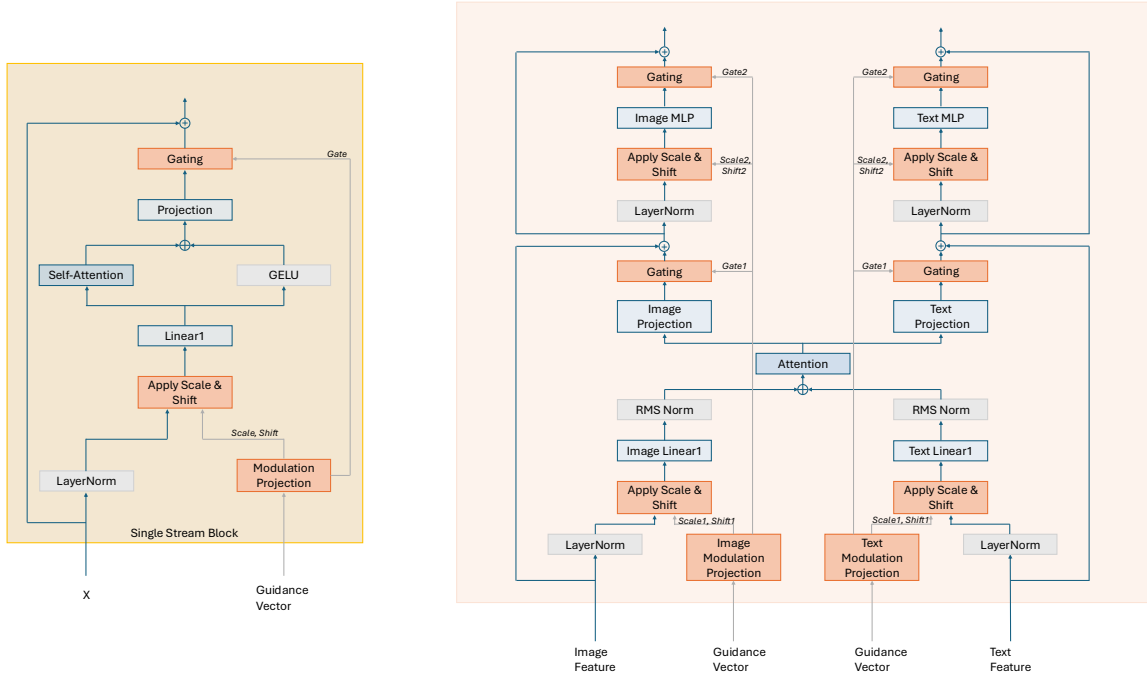 Gate
Gating
Projection
Self-Attention
GELU
Linear1
Apply Scale &
Shift
Scale, Shift
LayerNorm
Modulation
Projection
Single Stream Block
X
Guidance
Vector
Gating
Gate2
Image MLP
Apply Scale &
Shift
Scale2,
Shift2
LayerNorm
Gating
Gate1
Image
Projection
Gate2
Gating
Text MLP
Scale2,
Shift2
Apply Scale &
Shift
LayerNorm
Gate1
Gating
Text
Projection
Attention
RMS Norm
Image Linear1
Apply Scale &
Shift
Scale1, Shift1
LayerNorm
Image
Modulation
Projection
RMS Norm
Text Linear1
Apply Scale &
Shift
Scale1, Shift1
Text
Modulation
Projection
LayerNorm
Image
Feature
Guidance
Vector
Guidance
Vector
Text
Feature